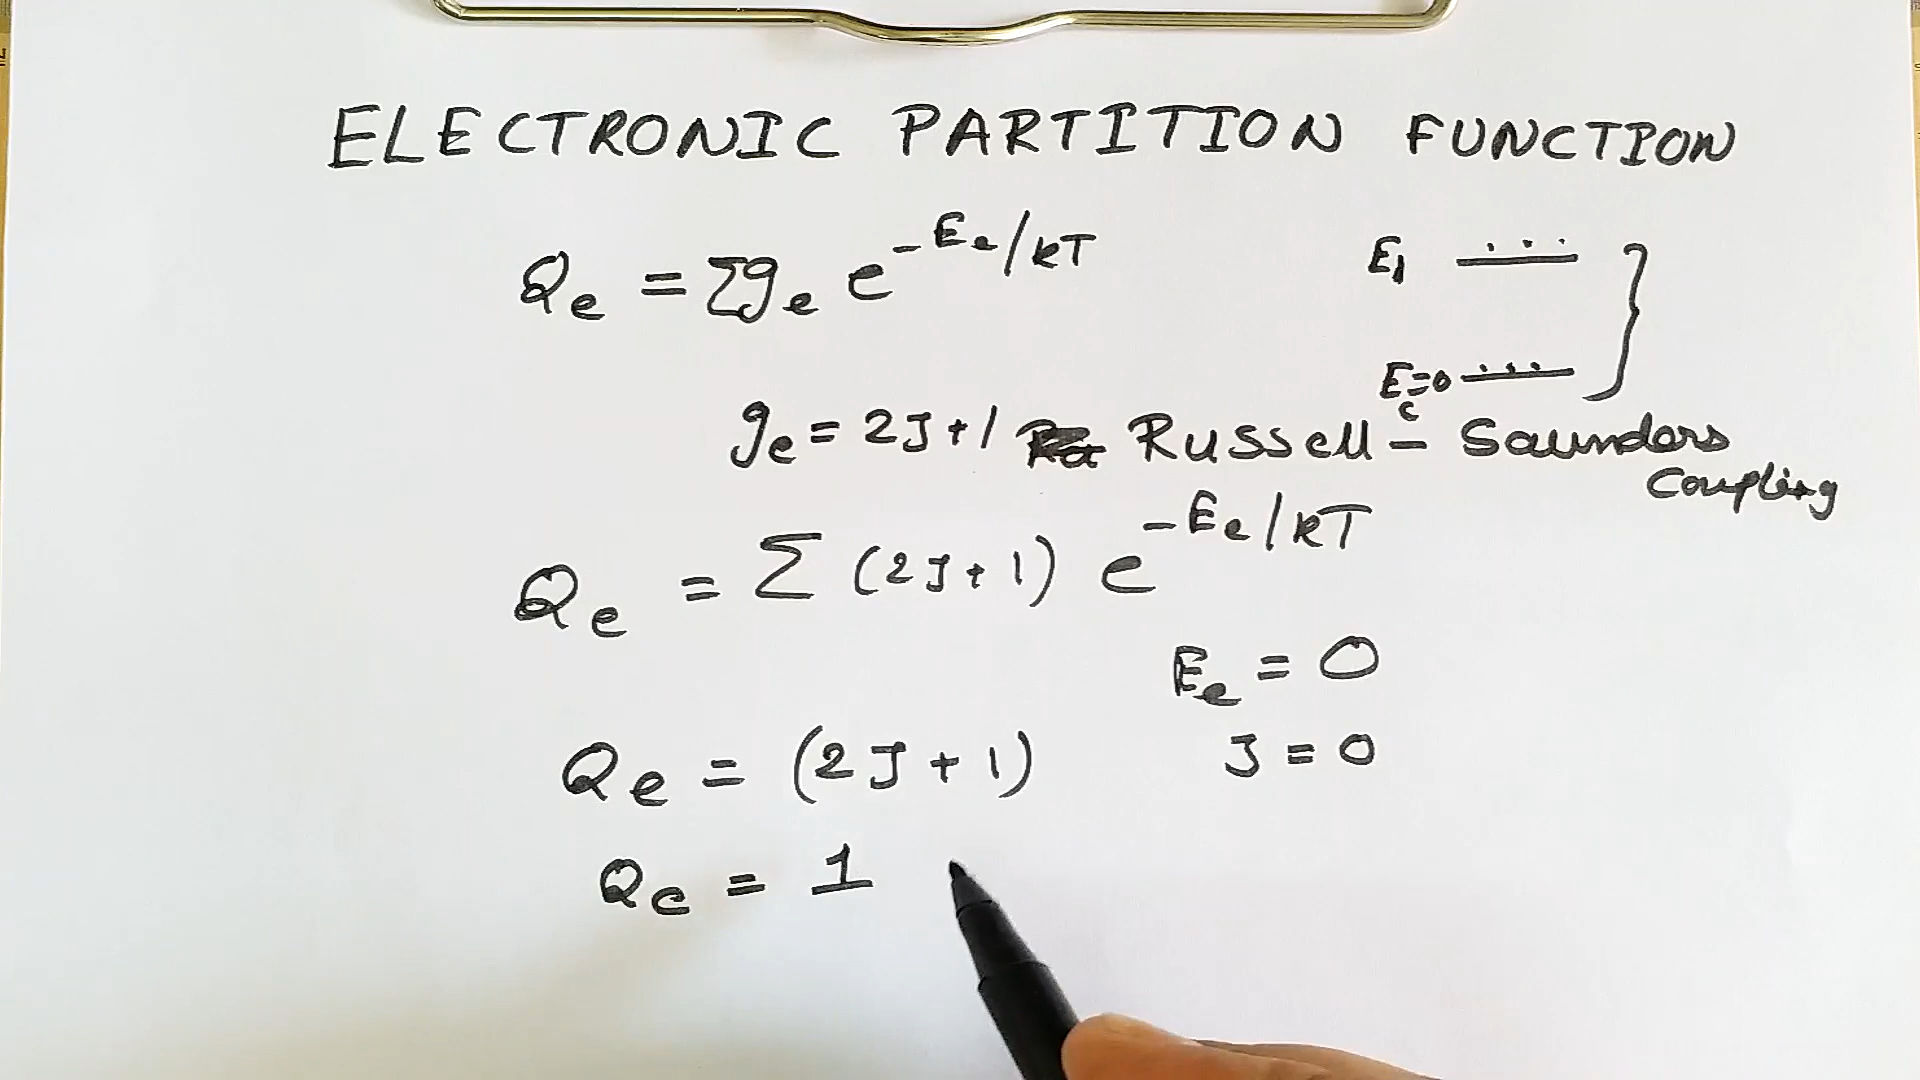 ELECTRONIC PARTITION FUNCTION
Qe = Σge e^-Ee/kT
E1
Ee=0
ge = 2J+1 Russell - Saunders
Coupling
Qe = Σ (2J+1) e^-Ee/kT
Ee = 0
Qe = (2J+1)
J = 0
Qe = 1